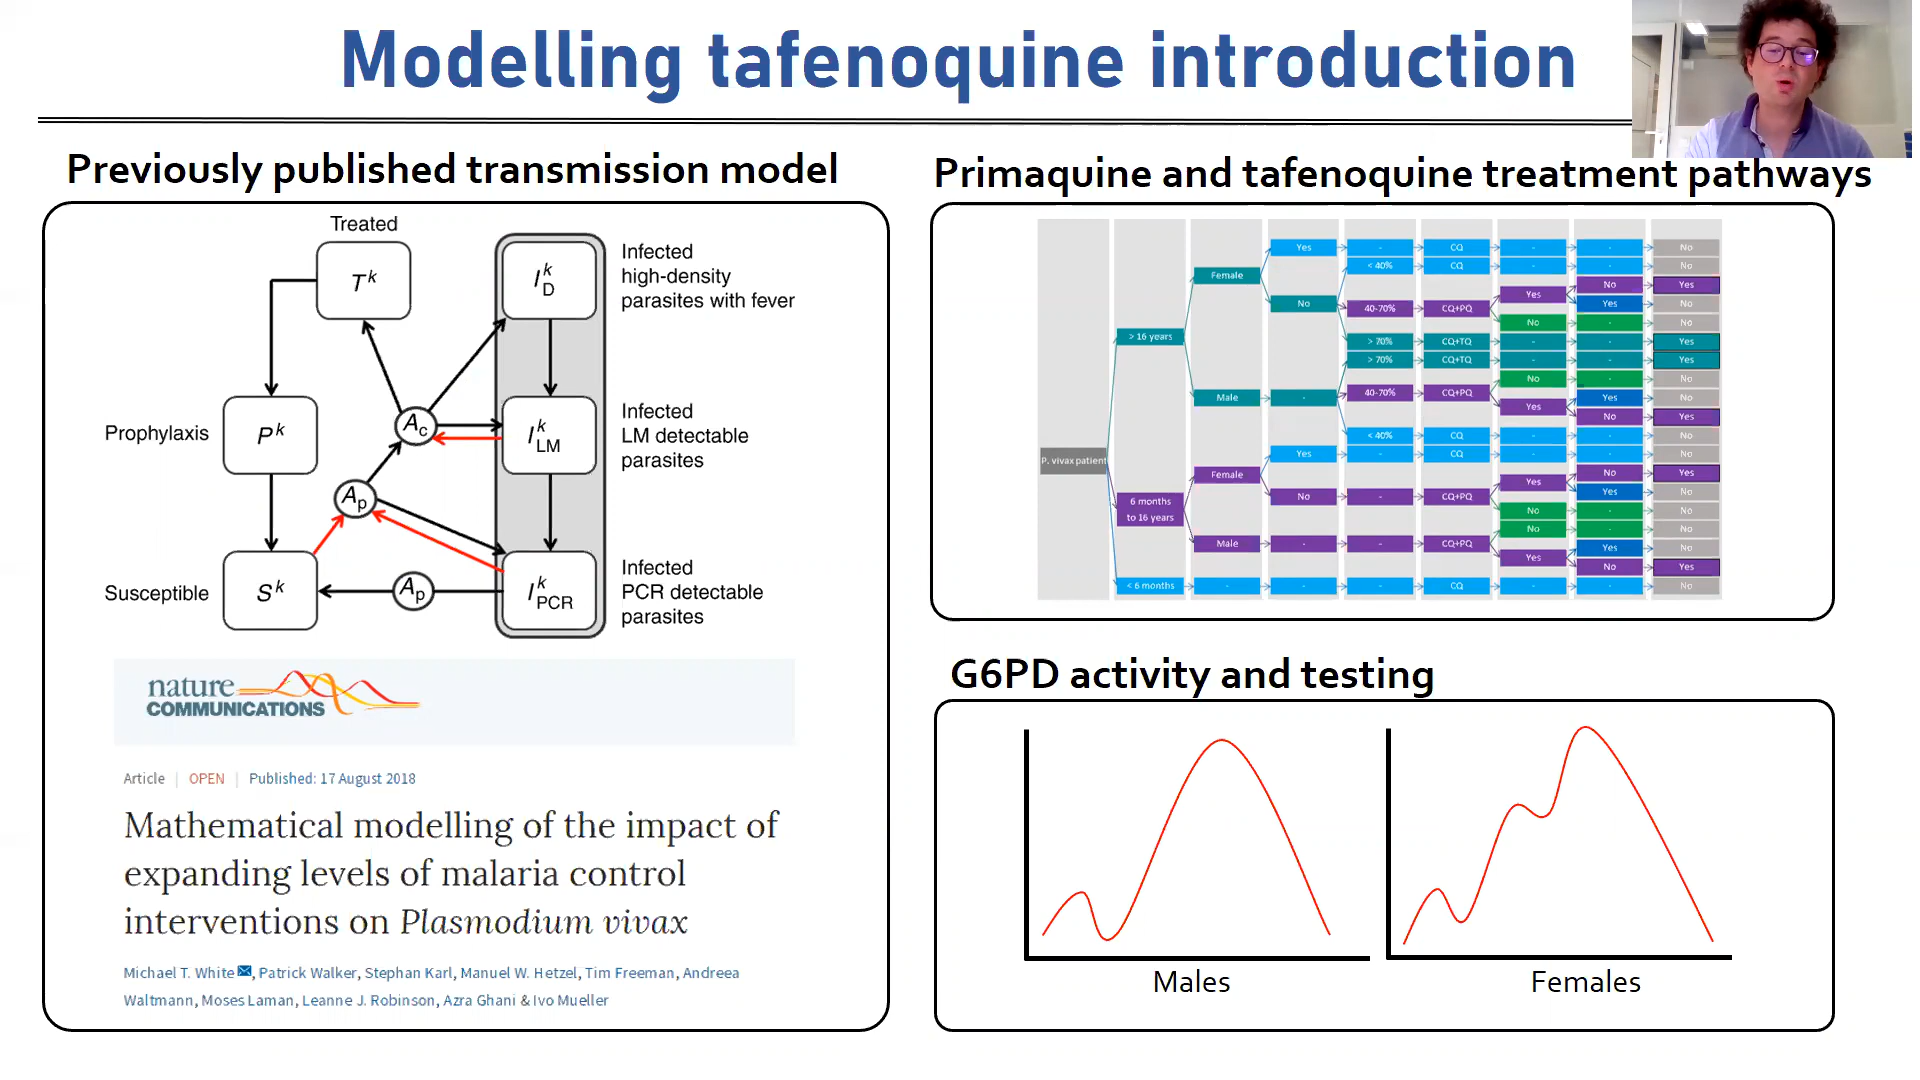 Modelling tafenoquine introduction
Previously published transmission model
Treated
T^k
I_D^k
Infected
high-density
parasites with fever
Prophylaxis
P^k
A_c
I_LM^k
Infected
LM detectable
parasites
A_p
Susceptible
S^k
A_p
I_PCR^k
Infected
PCR detectable
parasites
nature
COMMUNICATIONS
Article | OPEN | Published: 17 August 2018
Mathematical modelling of the impact of
expanding levels of malaria control
interventions on Plasmodium vivax
Michael T. White, Patrick Walker, Stephan Karl, Manuel W. Hetzel, Tim Freeman, Andreea
Waltmann, Moses Laman, Leanne J. Robinson, Azra Ghani & Ivo Mueller
Primaquine and tafenoquine treatment pathways
Yes - CQ - - No
< 40% CQ - - No
Female
No Yes
Yes
No 40-70% CQ+PQ Yes No
No - No
> 16 years
> 70% CQ+TQ - - Yes
> 70% CQ+TQ - - Yes
No - No
Male - 40-70% CQ+PQ Yes No
Yes
No Yes
< 40% CQ - - No
Yes - CQ - - No
P. vivax patient
Female No Yes
Yes
6 months
to 16 years
No - CQ+PQ Yes No
No - No
No - No
Male - - CQ+PQ Yes No
Yes
No Yes
< 6 months - - - CQ - - No
G6PD activity and testing
Males
Females